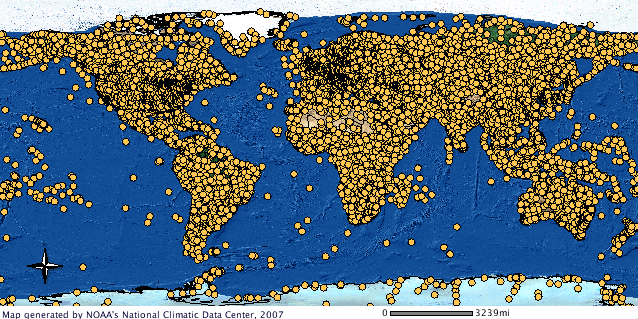 Map generated by NOAA's National Climatic Data Center, 2007
0 3239mi